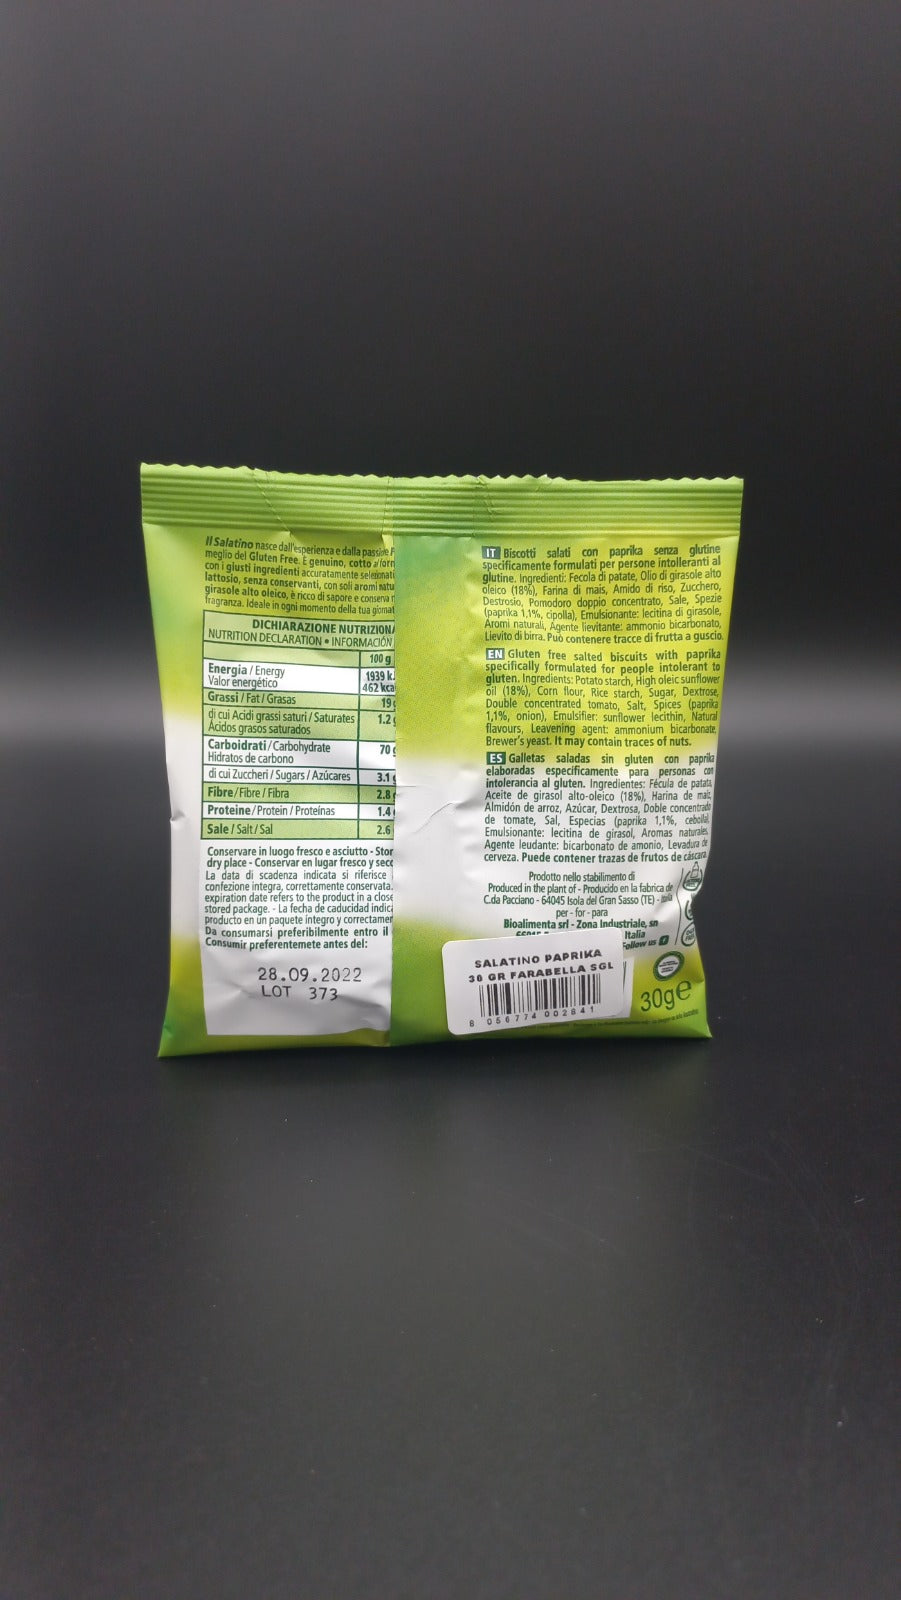 Il Salatino nasce dall'esperienza e dalla passione
meglio del Gluten Free. È genuino, cotto
con i giusti ingredienti accuratamente selezionati
lattosio, senza conservanti, con soli aromi natu
girasole alto oleico, è ricco di sapore e conserva
fragranza. Ideale in ogni momento della tua giornat
DICHIARAZIONE NUTRIZIONA
NUTRITION DECLARATION • INFORMACIÓN
100 g
Energia / Energy
Valor energético
1939 k
462 kca
Grassi / Fat / Grasas 19
di cui Acidi grassi saturi / Saturates
Ácidos grasos saturados
1.2
Carboidrati / Carbohydrate
Hidratos de carbono
70
di cui Zuccheri / Sugars / Azúcares 3.1
Fibre / Fibre / Fibra 2.8
Proteine / Protein / Proteínas 1.4
Sale / Salt / Sal 2.6
Conservare in luogo fresco e asciutto - Stor
dry place - Conservar en lugar fresco y seco
La data di scadenza indicata si riferisce
confezione integra, correttamente conservata.
expiration date refers to the product in a close
stored package. - La fecha de caducidad indic
producto en un paquete íntegro y correctamen
Da consumarsi preferibilmente entro il
Consumir preferentemente antes del:
28.09.2022
LOT 373
IT Biscotti salati con paprika senza glutine
specificamente formulati per persone intolleranti al
glutine. Ingredienti: Fecola di patate, Olio di girasole alto
oleico (18%), Farina di mais, Amido di riso, Zucchero,
Destrosio, Pomodoro doppio concentrato, Sale, Spezie
(paprika 1,1%, cipolla), Emulsionante: lecitina di girasole,
Aromi naturali, Agente lievitante: ammonio bicarbonato,
Lievito di birra. Può contenere tracce di frutta a guscio.
EN Gluten free salted biscuits with paprika
specifically formulated for people intolerant to
gluten. Ingredients: Potato starch, High oleic sunflower
oil (18%), Corn flour, Rice starch, Sugar, Dextrose,
Double concentrated tomato, Salt, Spices (paprika
1,1%, onion), Emulsifier: sunflower lecithin, Natural
flavours, Leavening agent: ammonium bicarbonate,
Brewer's yeast. It may contain traces of nuts.
ES Galletas saladas sin gluten con paprika
elaboradas específicamente para personas con
intolerancia al gluten. Ingredientes: Fécula de patata,
Aceite de girasol alto-oleico (18%), Harina de maíz,
Almidón de arroz, Azúcar, Dextrosa, Doble concentrado
de tomate, Sal, Especias (paprika 1,1%, cebolla),
Emulsionante: lecitina de girasol, Aromas naturales,
Agente leudante: bicarbonato de amonio, Levadura de
cerveza. Puede contener trazas de frutos de cáscara.
Prodotto nello stabilimento di
Produced in the plant of - Producido en la fabrica de
C.da Pacciano - 64045 Isola del Gran Sasso (TE) - Italia
per - for - para
Bioalimenta srl - Zona Industriale, sn
Italia
Follow us
SALATINO PAPRIKA
30 GR FARABELLA SGL
8 056774 002841
30ge